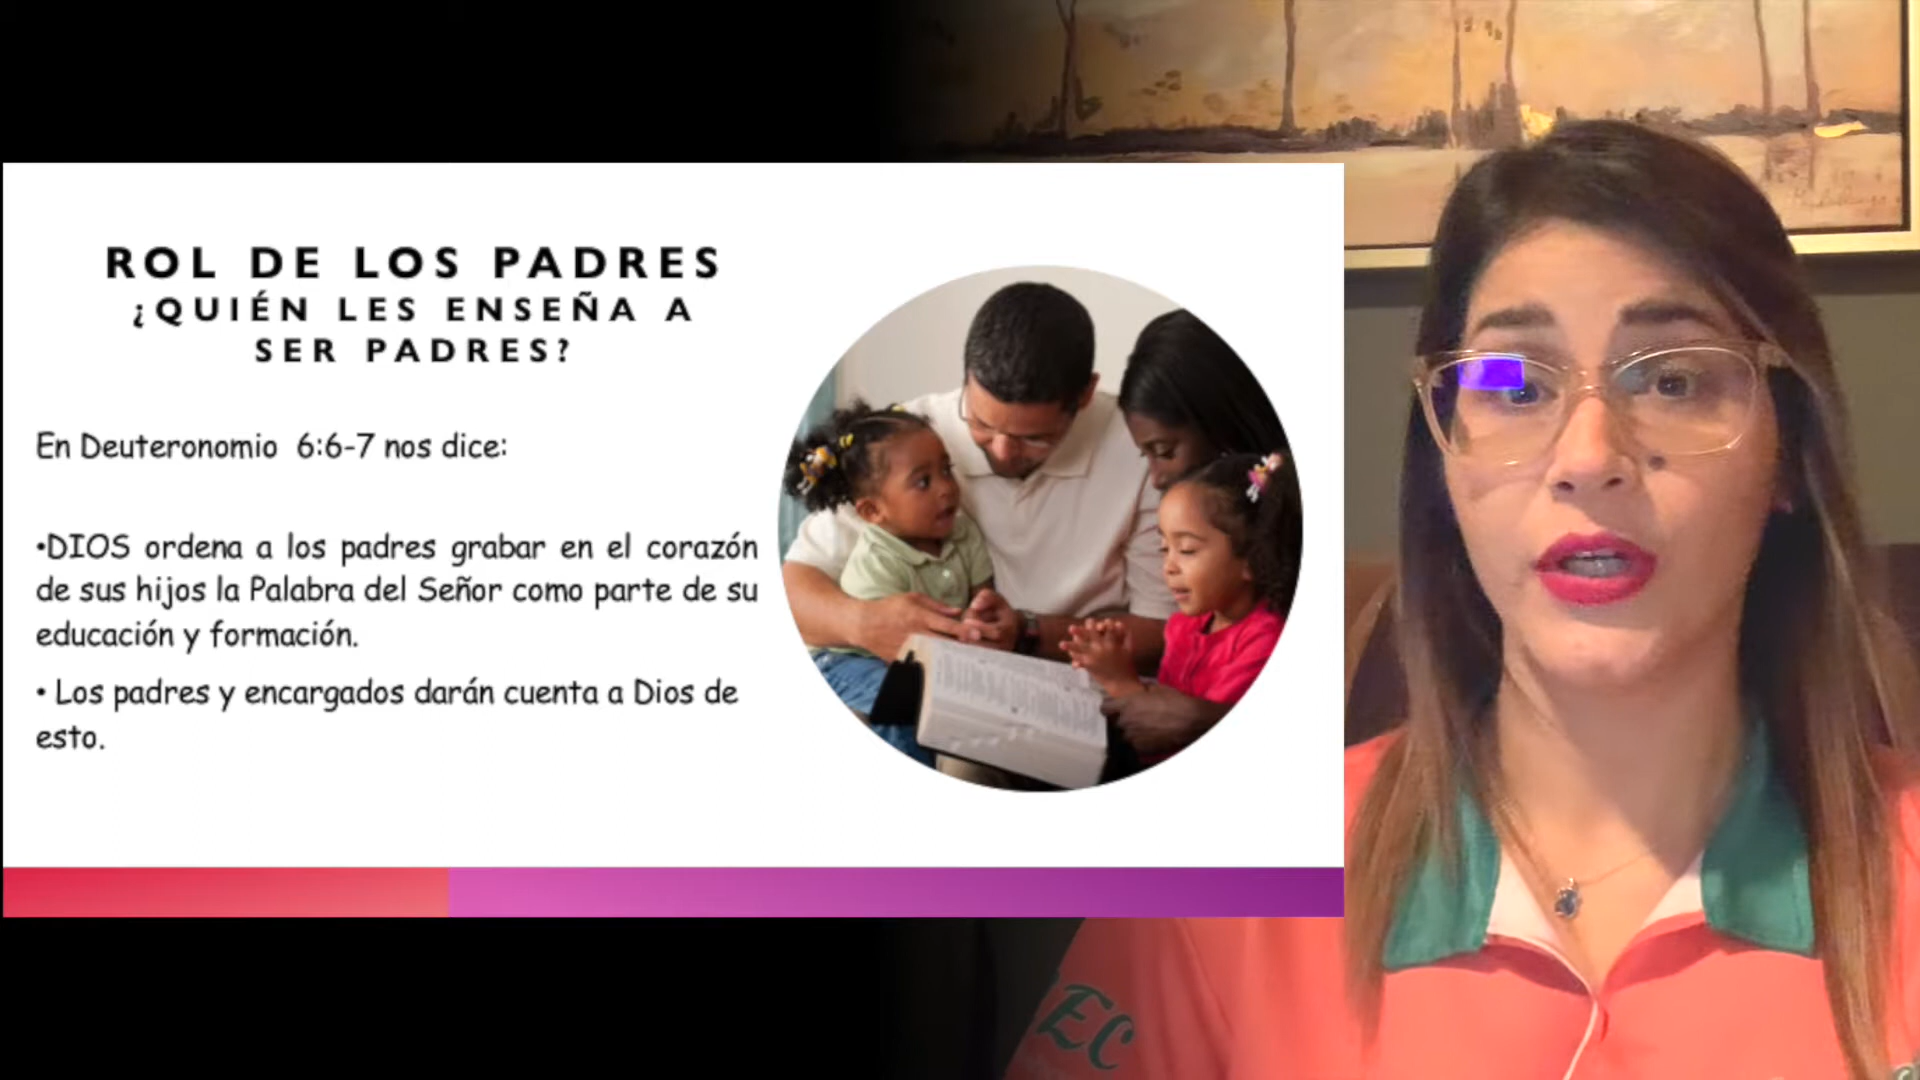 ROL DE LOS PADRES
¿QUIÉN LES ENSEÑA A
SER PADRES?
En Deuteronomio 6:6-7 nos dice:
•DIOS ordena a los padres grabar en el corazón
de sus hijos la Palabra del Señor como parte de su
educación y formación.
• Los padres y encargados darán cuenta a Dios de
esto.
EC